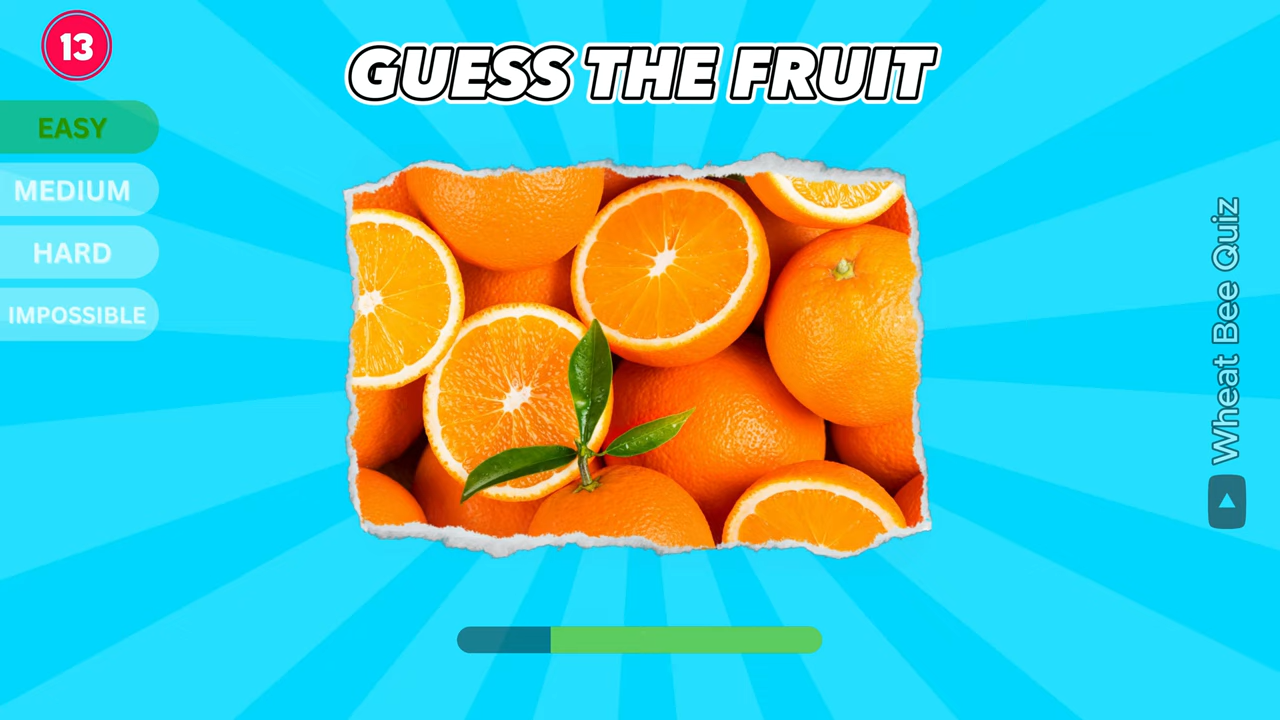 13
GUESS THE FRUIT
EASY
MEDIUM
HARD
IMPOSSIBLE
Wheat Bee Quiz